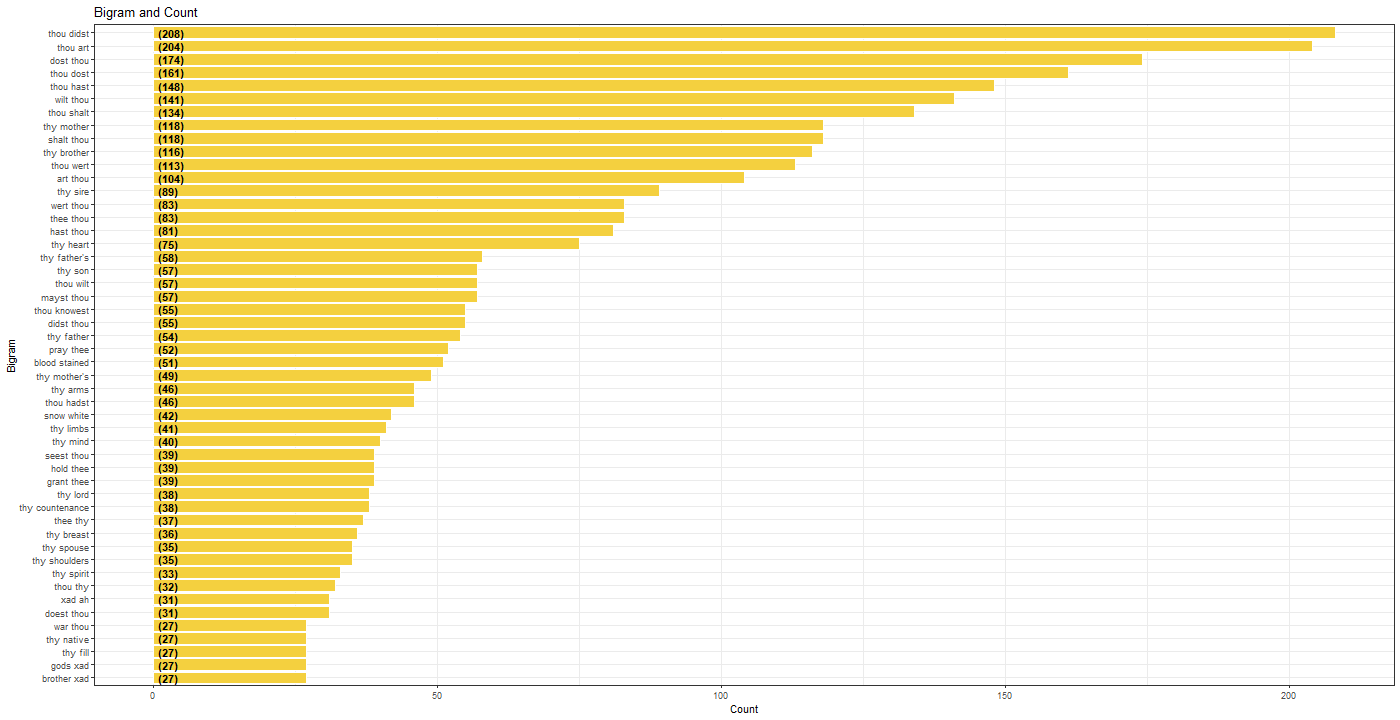 Bigram and Count
thou didst (208)
thou art (204)
dost thou (174)
thou dost (161)
thou hast (148)
wilt thou (141)
thou shalt (134)
thy mother (118)
shalt thou (118)
thy brother (116)
thou wert (113)
art thou (104)
thy sire (89)
wert thou (83)
thee thou (83)
hast thou (81)
thy heart (75)
thy father's (58)
thy son (57)
thou wilt (57)
mayst thou (57)
thou knowest (55)
didst thou (55)
thy father (54)
pray thee (52)
blood stained (51)
thy mother's (49)
thy arms (46)
thou hadst (46)
snow white (42)
thy limbs (41)
thy mind (40)
seest thou (39)
hold thee (39)
grant thee (39)
thy lord (38)
thy countenance (38)
thee thy (37)
thy breast (36)
thy spouse (35)
thy shoulders (35)
thy spirit (33)
thou thy (32)
xad ah (31)
doest thou (31)
war thou (27)
thy native (27)
thy fill (27)
gods xad (27)
brother xad (27)
Bigram
0 50 100 150 200
Count